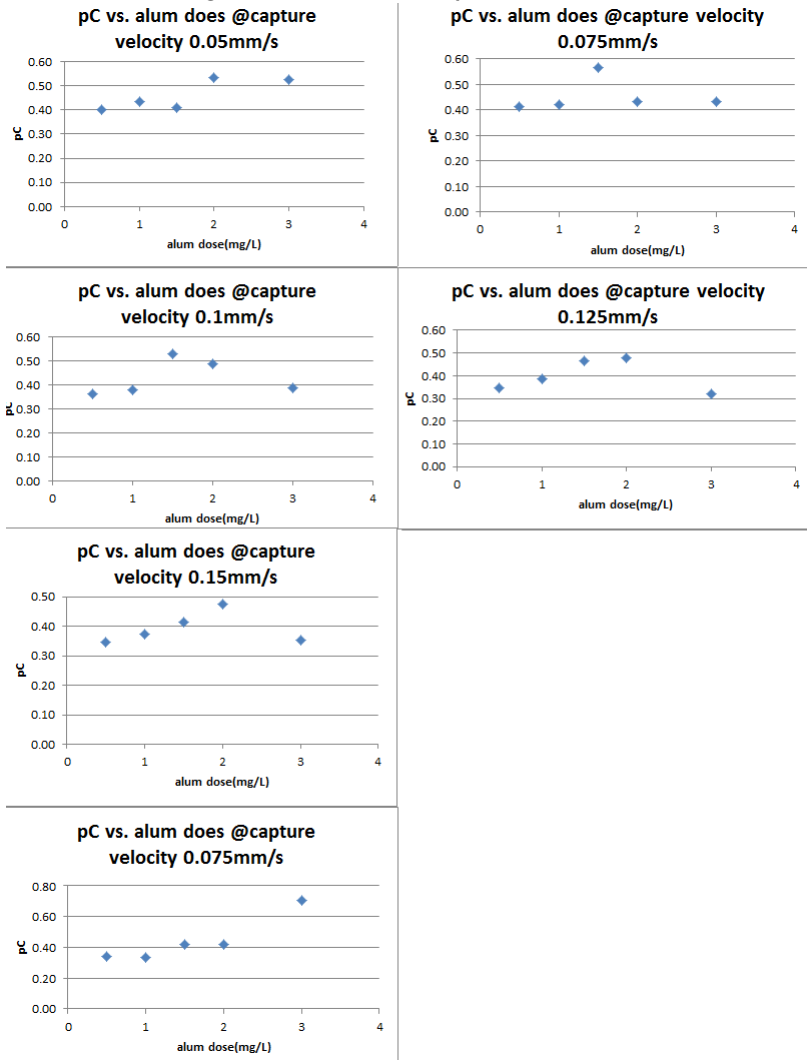 pC vs. alum does @capture
velocity 0.05mm/s
0.60
0.50
0.40
0.30
0.20
0.10
0.00
pC
0 1 2 3 4
alum dose(mg/L)
pC vs. alum does @capture velocity
0.075mm/s
0.60
0.50
0.40
0.30
0.20
0.10
0.00
pC
0 1 2 3 4
alum dose(mg/L)
pC vs. alum does @capture
velocity 0.1mm/s
0.60
0.50
0.40
0.30
0.20
0.10
0.00
pC
0 1 2 3 4
alum dose(mg/L)
pC vs. alum does @capture velocity
0.125mm/s
0.60
0.50
0.40
0.30
0.20
0.10
0.00
pC
0 1 2 3 4
alum dose(mg/L)
pC vs. alum does @capture
velocity 0.15mm/s
0.50
0.40
0.30
0.20
0.10
0.00
pC
0 1 2 3 4
alum dose(mg/L)
pC vs. alum does @capture
velocity 0.075mm/s
0.80
0.60
0.40
0.20
0.00
pC
0 1 2 3 4
alum dose(mg/L)